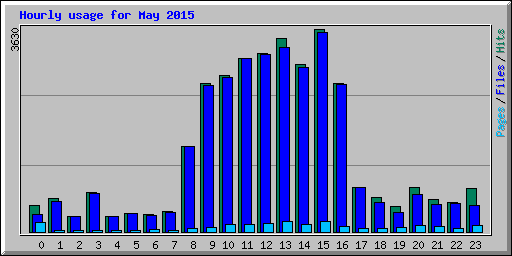 Hourly usage for May 2015
3630
Pages / Files / Hits
0 1 2 3 4 5 6 7 8 9 10 11 12 13 14 15 16 17 18 19 20 21 22 23